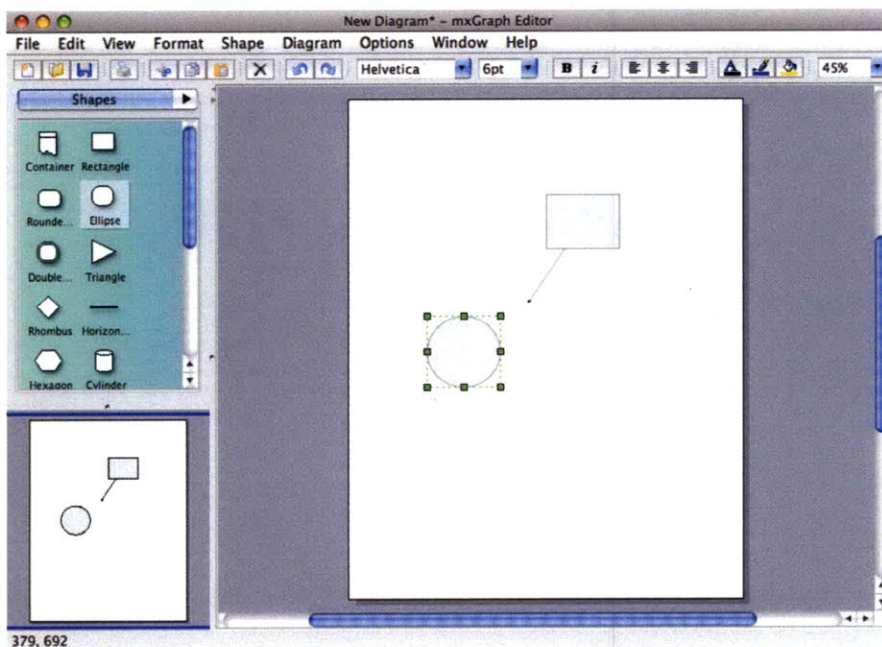 New Diagram* – mxGraph Editor
File Edit View Format Shape Diagram Options Window Help
Helvetica 6pt B i A 45%
Shapes
Container Rectangle
Rounde... Ellipse
Double... Triangle
Rhombus Horizon...
Hexagon Cylinder
379, 692